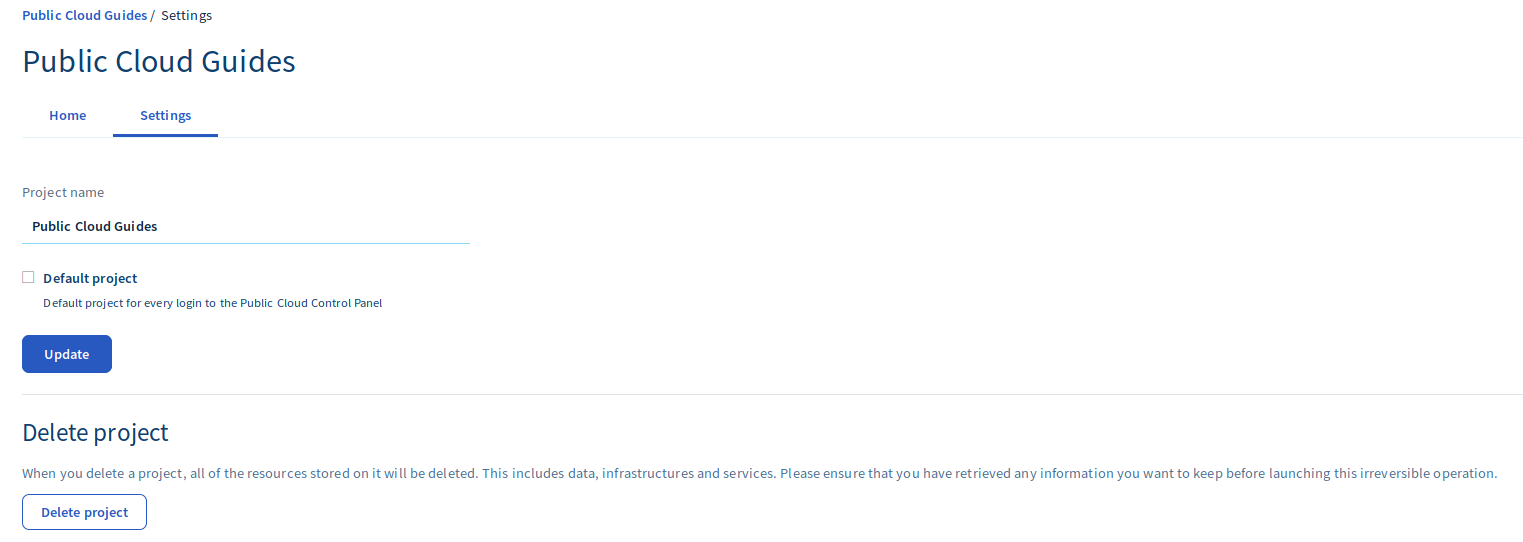 Public Cloud Guides / Settings
Public Cloud Guides
Home Settings
Project name
Public Cloud Guides
Default project
Default project for every login to the Public Cloud Control Panel
Update
Delete project
When you delete a project, all of the resources stored on it will be deleted. This includes data, infrastructures and services. Please ensure that you have retrieved any information you want to keep before launching this irreversible operation.
Delete project